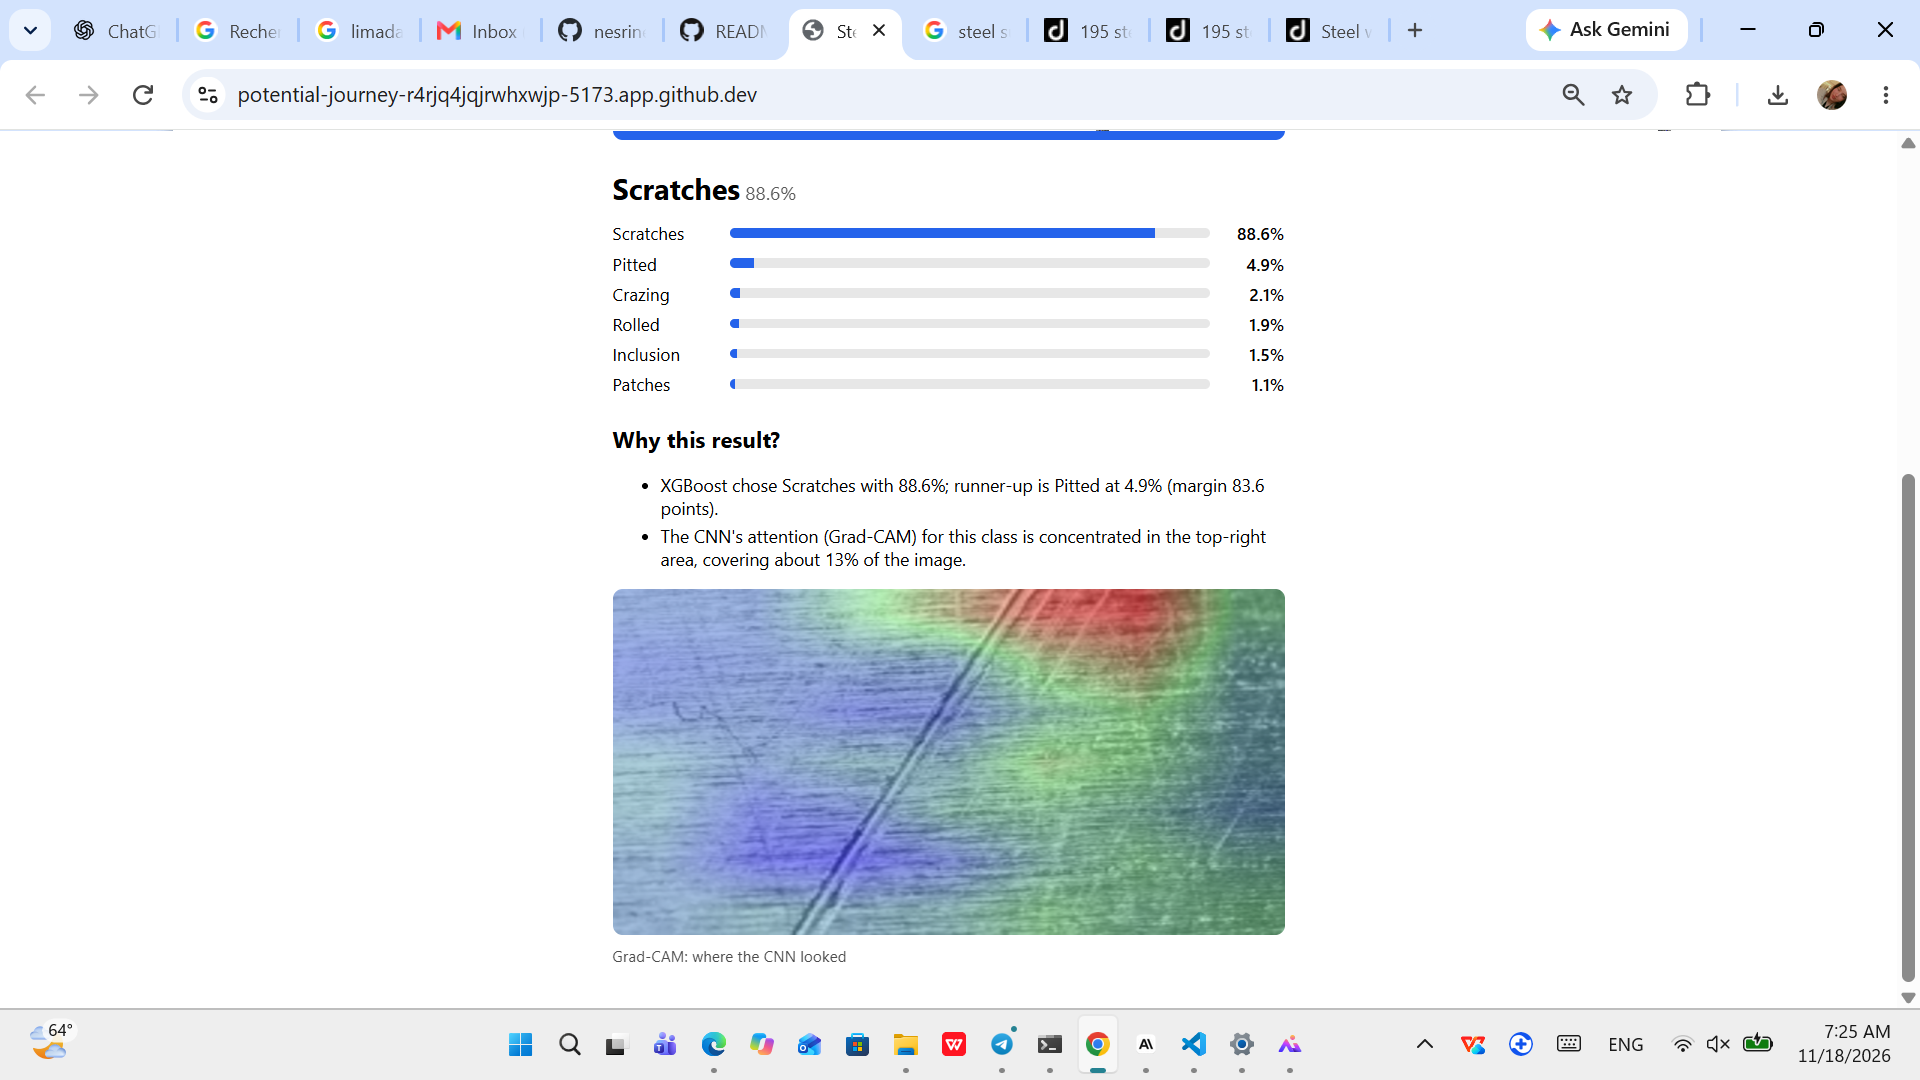 ChatG
Reche
limada
Inbox
nesrin
READM
Ste
steel s
195 ste
195 ste
Steel w
Ask Gemini
potential-journey-r4rjq4jqjrwhxwjp-5173.app.github.dev
Scratches 88.6%
Scratches 88.6%
Pitted 4.9%
Crazing 2.1%
Rolled 1.9%
Inclusion 1.5%
Patches 1.1%
Why this result?
• XGBoost chose Scratches with 88.6%; runner-up is Pitted at 4.9% (margin 83.6
points).
• The CNN's attention (Grad-CAM) for this class is concentrated in the top-right
area, covering about 13% of the image.
Grad-CAM: where the CNN looked
64°
ENG
7:25 AM
11/18/2026